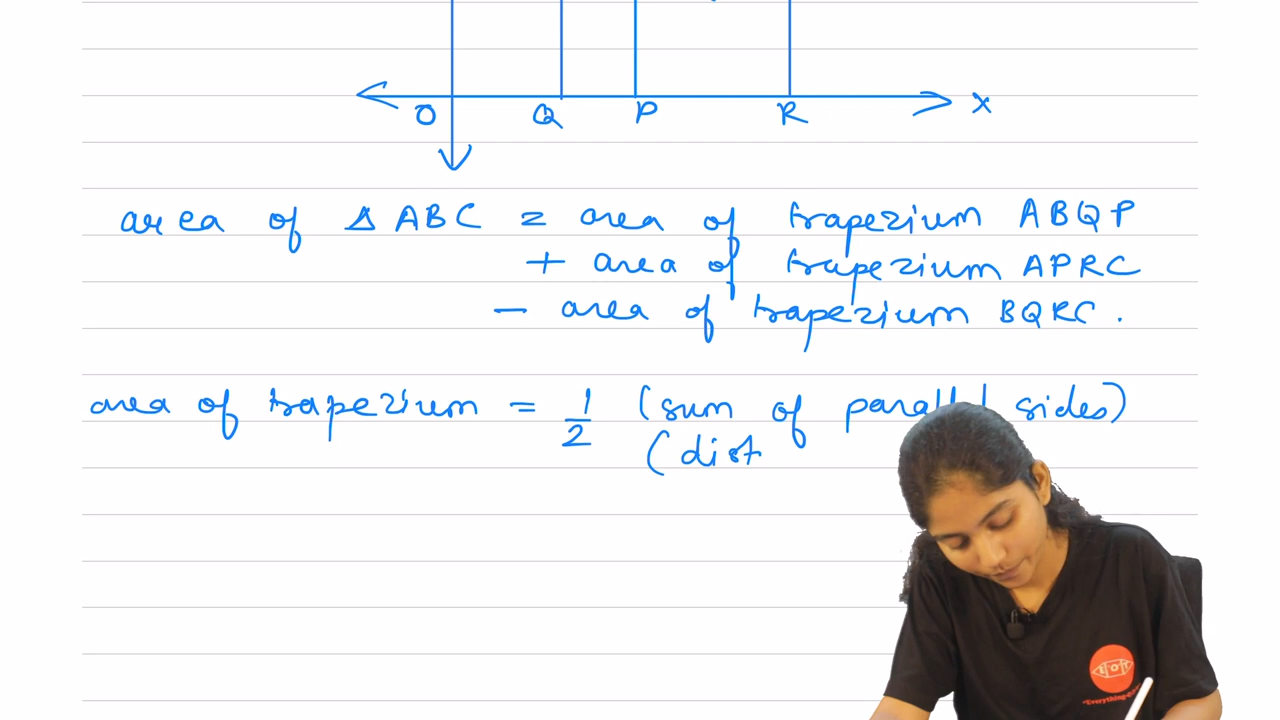 O Q P R X
area of Δ ABC = area of trapezium ABQP
+ area of trapezium APRC
- area of trapezium BQRC.
area of trapezium = 1/2 (sum of parallel sides)
(dist